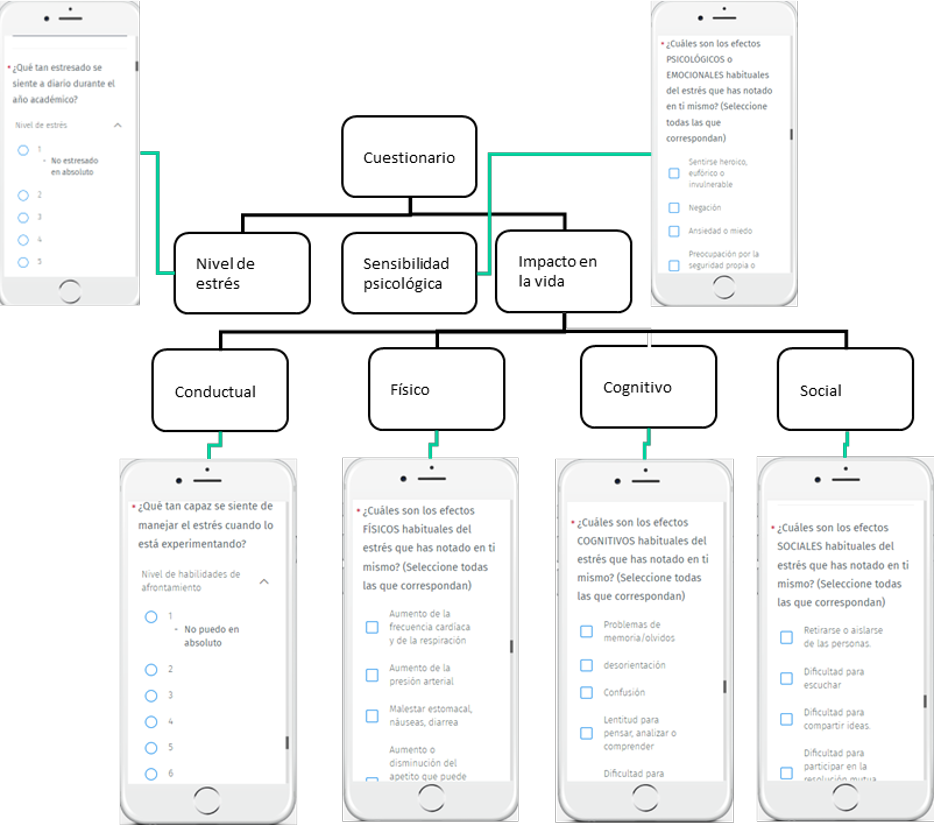 * ¿Qué tan estresado se
siente a diario durante el
año académico?
Nivel de estrés
1
- No estresado
en absoluto
2
3
4
5
* ¿Cuáles son los efectos
PSICOLÓGICOS o
EMOCIONALES habituales
del estrés que has notado
en ti mismo? (Seleccione
todas las que
correspondan)
Sentirse heroico,
eufórico o
invulnerable
Negación
Ansiedad o miedo
Preocupación por la
seguridad propia o
Cuestionario
Nivel de
estrés
Sensibilidad
psicológica
Impacto en
la vida
Conductual
Físico
Cognitivo
Social
* ¿Qué tan capaz se siente de
manejar el estrés cuando lo
está experimentando?
Nivel de habilidades de
afrontamiento
1
- No puedo en
absoluto
2
3
4
5
6
* ¿Cuáles son los efectos
FÍSICOS habituales del
estrés que has notado en ti
mismo? (Seleccione todas
las que correspondan)
Aumento de la
frecuencia cardíaca
y de la respiración
Aumento de la
presión arterial
Malestar estomacal,
náuseas, diarrea
Aumento o
disminución del
apetito que puede
* ¿Cuáles son los efectos
COGNITIVOS habituales del
estrés que has notado en ti
mismo? (Seleccione todas
las que correspondan)
Problemas de
memoria/olvidos
desorientación
Confusión
Lentitud para
pensar, analizar o
comprender
Dificultad para
* ¿Cuáles son los efectos
SOCIALES habituales del
estrés que has notado en ti
mismo? (Seleccione todas
las que correspondan)
Retirarse o aislarse
de las personas.
Dificultad para
escuchar
Dificultad para
compartir ideas.
Dificultad para
participar en la
resolución mutua